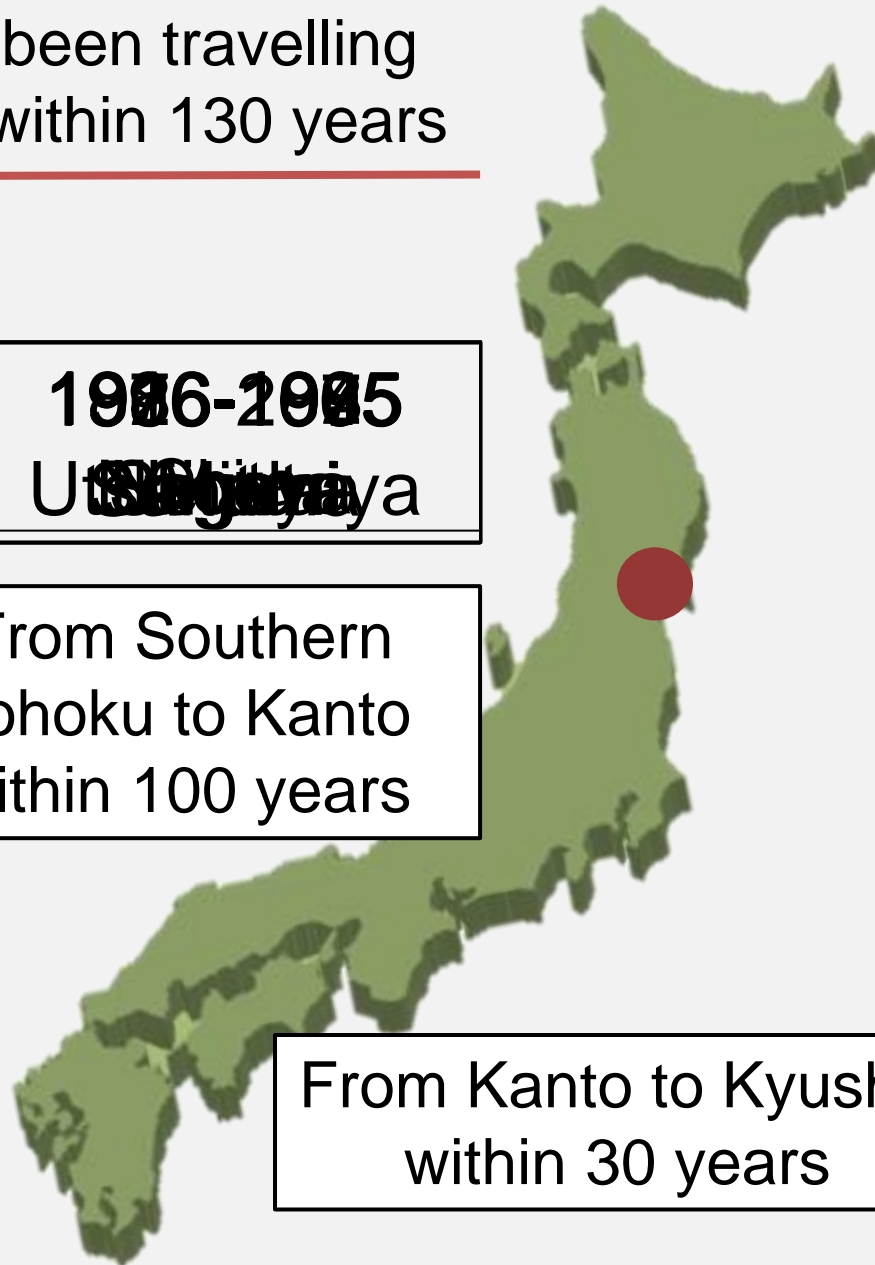 been travelling
within 130 years
From Southern
ohoku to Kanto
ithin 100 years
From Kanto to Kyush
within 30 years